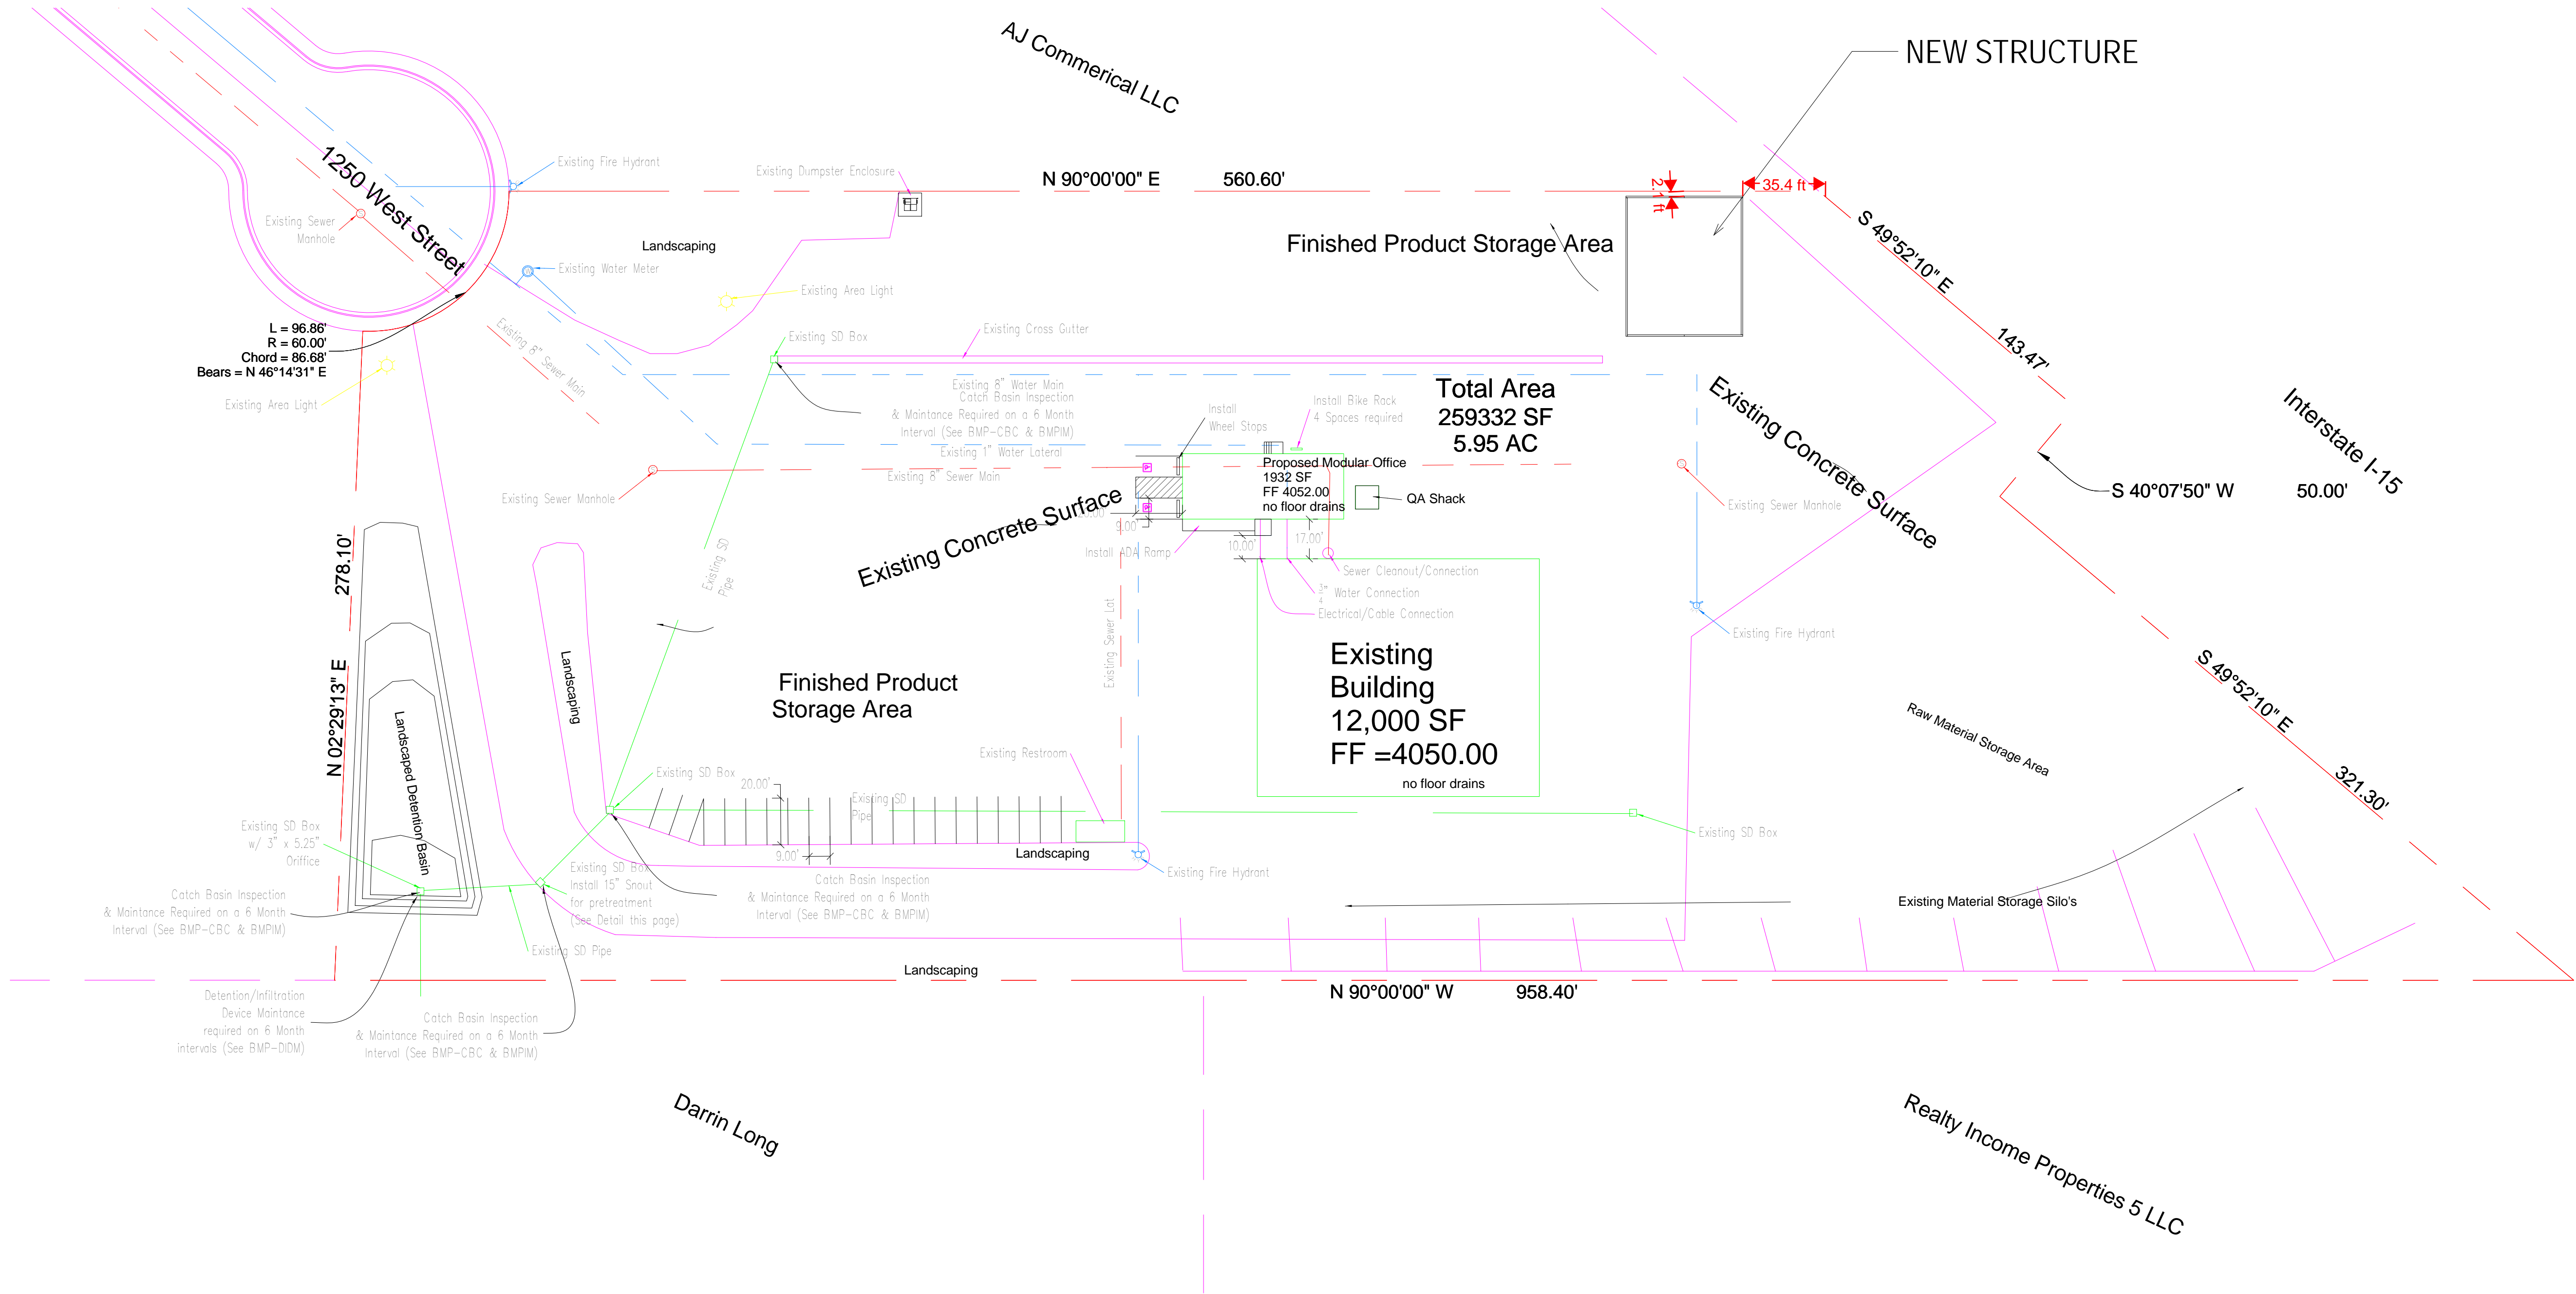 AJ Commerical LLC
NEW STRUCTURE
1250 West Street
Existing Fire Hydrant
Existing Dumpster Enclosure
N 90°00'00" E 560.60'
2.1 ft
35.4 ft
Existing Sewer
Manhole
Landscaping
Finished Product Storage Area
S 49°52'10" E
143.47'
Existing Water Meter
Existing Area Light
L = 96.86'
R = 60.00'
Chord = 86.68'
Bears = N 46°14'31" E
Existing 8" Sewer Main
Existing SD Box
Existing Cross Gutter
Existing Area Light
Existing 8" Water Main
Catch Basin Inspection
& Maintance Required on a 6 Month
Interval (See BMP-CBC & BMPIM)
Existing 1" Water Lateral
Install
Wheel Stops
Install Bike Rack
4 Spaces required
Total Area
259332 SF
5.95 AC
Existing Concrete Surface
Interstate I-15
Existing Sewer Manhole
Existing 8" Sewer Main
Proposed Modular Office
1932 SF
FF 4052.00
no floor drains
QA Shack
S 40°07'50" W 50.00'
Existing Sewer Manhole
Existing Concrete Surface
9.00'
Install ADA Ramp
10.00'
17.00'
Existing SD
Pipe
Sewer Cleanout/Connection
3/4" Water Connection
Electrical/Cable Connection
Existing Sewer Lat
Existing Fire Hydrant
278.10'
N 02°29'13" E
Landscaping
Finished Product
Storage Area
Existing
Building
12,000 SF
FF =4050.00
no floor drains
S 49°52'10" E
321.30'
Raw Material Storage Area
Landscaped Detention Basin
Existing SD Box
20.00'
Existing SD
Pipe
Existing Restroom
Existing SD Box
w/ 3" x 5.25"
Oriffice
9.00'
Landscaping
Existing SD Box
Existing SD Box
Install 15" Snout
for pretreatment
(See Detail this page)
Catch Basin Inspection
& Maintance Required on a 6 Month
Interval (See BMP-CBC & BMPIM)
Existing Fire Hydrant
Catch Basin Inspection
& Maintance Required on a 6 Month
Interval (See BMP-CBC & BMPIM)
Existing Material Storage Silo's
Existing SD Pipe
Landscaping
N 90°00'00" W 958.40'
Detention/Infiltration
Device Maintance
required on 6 Month
intervals (See BMP-DIDM)
Catch Basin Inspection
& Maintance Required on a 6 Month
Interval (See BMP-CBC & BMPIM)
Darrin Long
Realty Income Properties 5 LLC